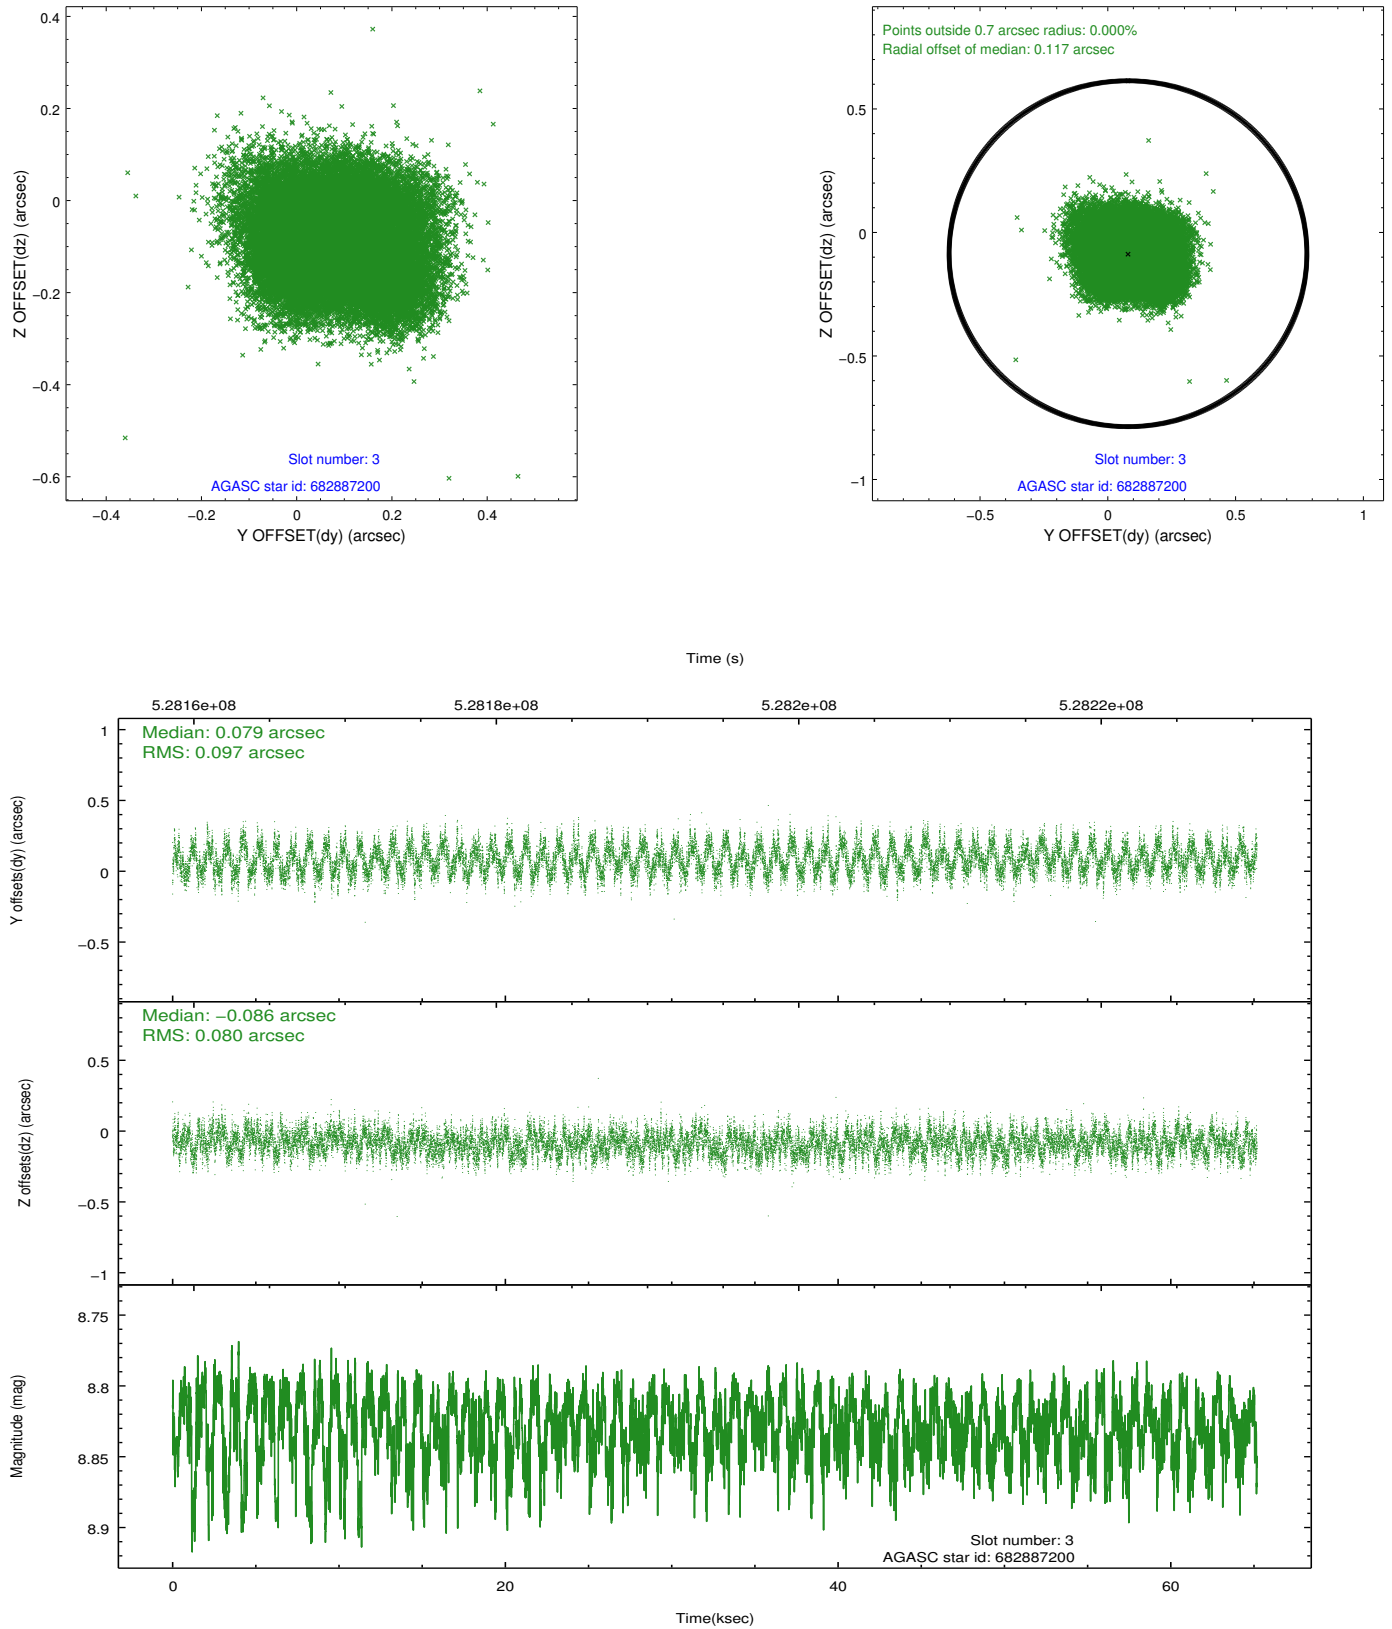 0.4
0.2
0
−0.2
−0.4
−0.6
Z OFFSET(dz) (arcsec)
Slot number: 3
AGASC star id: 682887200
−0.4
−0.2
0
0.2
0.4
Y OFFSET(dy) (arcsec)
Points outside 0.7 arcsec radius: 0.000%
Radial offset of median: 0.117 arcsec
0.5
0
−0.5
−1
Z OFFSET(dz) (arcsec)
Slot number: 3
AGASC star id: 682887200
−0.5
0
0.5
1
Y OFFSET(dy) (arcsec)
Time (s)
5.2816e+08
5.2818e+08
5.282e+08
5.2822e+08
Median: 0.079 arcsec
RMS: 0.097 arcsec
1
0.5
0
−0.5
Y offsets(dy) (arcsec)
Median: −0.086 arcsec
RMS: 0.080 arcsec
0.5
0
−0.5
−1
Z offsets(dz) (arcsec)
8.75
8.8
8.85
8.9
Magnitude (mag)
Slot number: 3
AGASC star id: 682887200
0
20
40
60
Time(ksec)